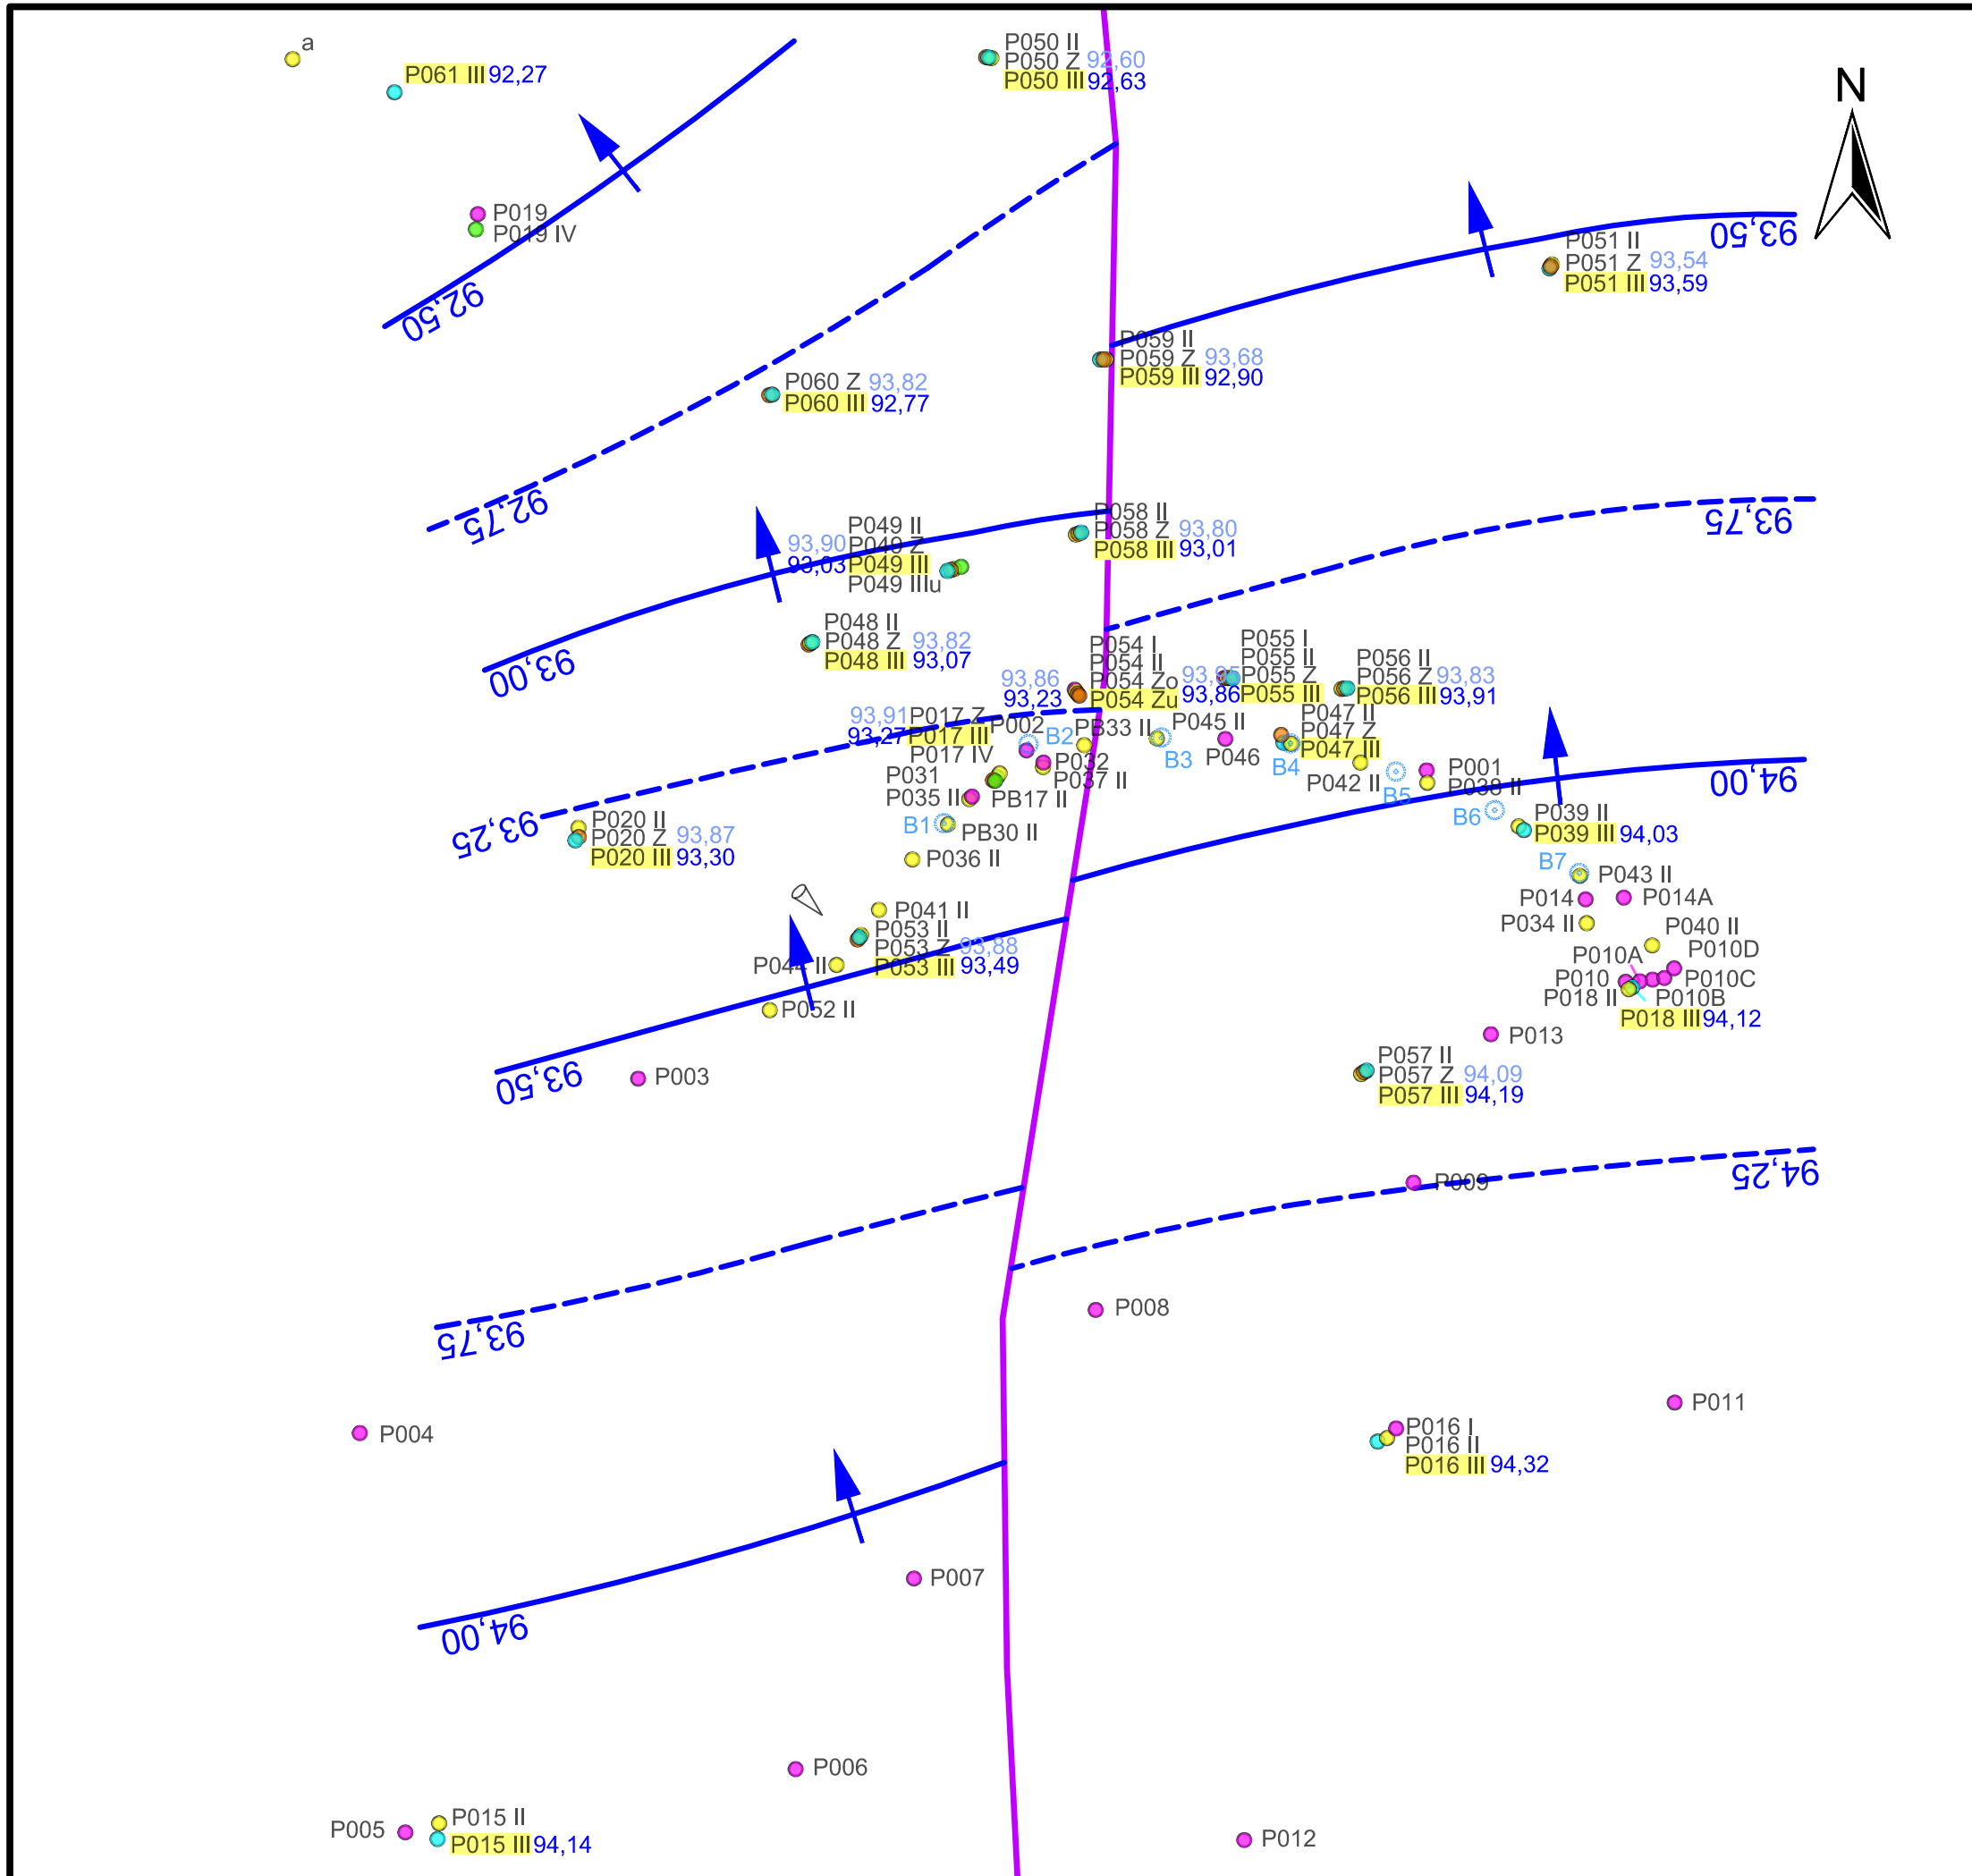 a
P061 III 92,27
P050 II
P050 Z 92,60
P050 III 92,63
N
P019
P019 IV
92,50
93,50
P051 II
P051 Z 93,54
P051 III 93,59
P059 II
P059 Z 93,68
P059 III 92,90
P060 Z 93,82
P060 III 92,77
92,75
93,75
P058 II
P058 Z 93,80
P058 III 93,01
P049 II
93,90 P049 Z
93,03 P049 III
P049 IIIu
P048 II
P048 Z 93,82
P048 III 93,07
93,00
P054 I
P054 II
93,86 P054 Zo
93,23 P054 Zu 93,86
P055 I
P055 II
93,95 P055 Z
P055 III
P056 II
P056 Z 93,83
P056 III 93,91
93,91 P017 Z
93,27 P017 III
P017 IV
P002
B2
PB33 II
P045 II
B3
P046
P047 II
P047 Z
P047 III
B4
P042 II
B5
P001
P038 II
94,00
P032
P037 II
P031
P035 II
PB17 II
B1
PB30 II
P036 II
93,25
P020 II
P020 Z 93,87
P020 III 93,30
B6
P039 II
P039 III 94,03
B7
P043 II
P014
P014A
P034 II
P040 II
P010A
P010D
P010
P010C
P018 II
P010B
P018 III 94,12
P041 II
P053 II
P053 Z 93,88
P053 III 93,49
P044 II
P052 II
93,50
P003
P013
P057 II
P057 Z 94,09
P057 III 94,19
P009
94,25
P008
93,75
P004
P011
P016 I
P016 II
P016 III 94,32
P007
94,00
P006
P005
P015 II
P015 III 94,14
P012